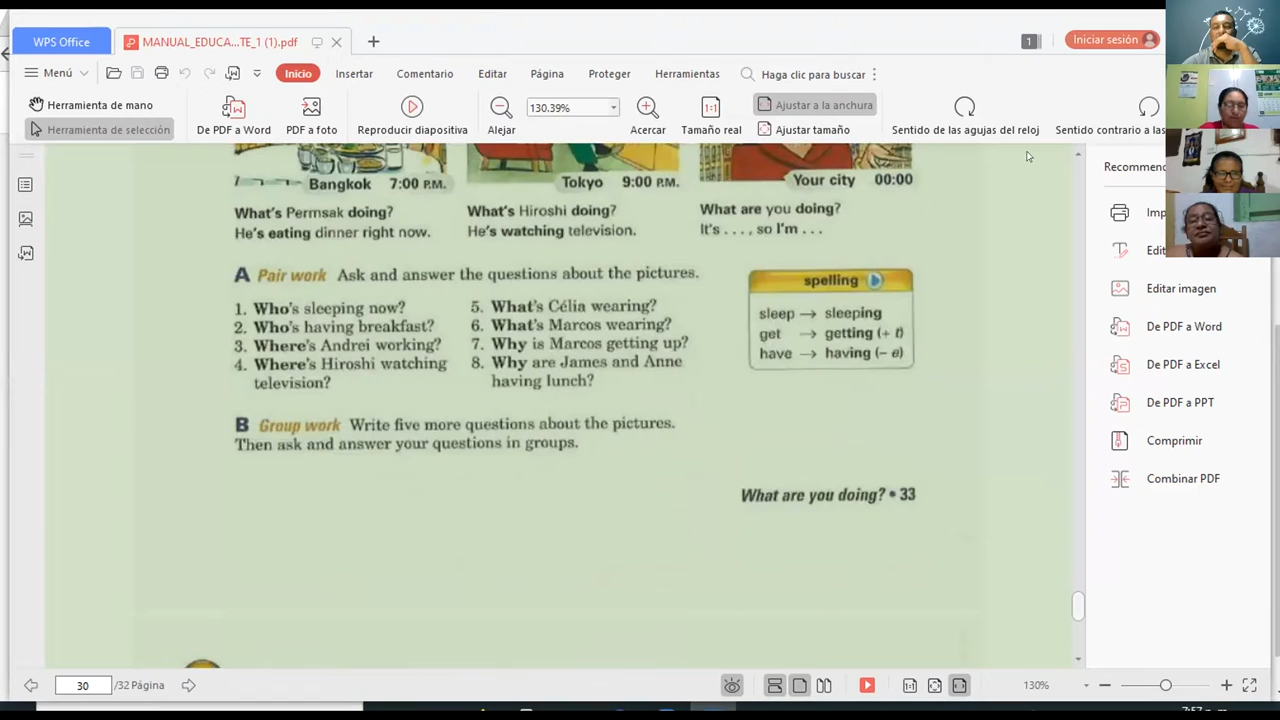 WPS Office
MANUAL_EDUCA...TE_1 (1).pdf
1
Iniciar sesión
Menú
Inicio
Insertar
Comentario
Editar
Página
Proteger
Herramientas
Haga clic para buscar
Herramienta de mano
Herramienta de selección
De PDF a Word
PDF a foto
Reproducir diapositiva
Alejar
130.39%
Acercar
Tamaño real
Ajustar a la anchura
Ajustar tamaño
Sentido de las agujas del reloj
Sentido contrario a las
Bangkok 7:00 P.M.
Tokyo 9:00 P.M.
Your city 00:00
What's Permsak doing?
He's eating dinner right now.
What's Hiroshi doing?
He's watching television.
What are you doing?
It's . . . , so I'm . . .
A Pair work Ask and answer the questions about the pictures.
1. Who's sleeping now?
2. Who's having breakfast?
3. Where's Andrei working?
4. Where's Hiroshi watching
television?
5. What's Célia wearing?
6. What's Marcos wearing?
7. Why is Marcos getting up?
8. Why are James and Anne
having lunch?
spelling
sleep → sleeping
get → getting (+ t)
have → having (– e)
B Group work Write five more questions about the pictures.
Then ask and answer your questions in groups.
What are you doing? • 33
Recomend
Editar imagen
De PDF a Word
De PDF a Excel
De PDF a PPT
Comprimir
Combinar PDF
30
/32 Página
130%